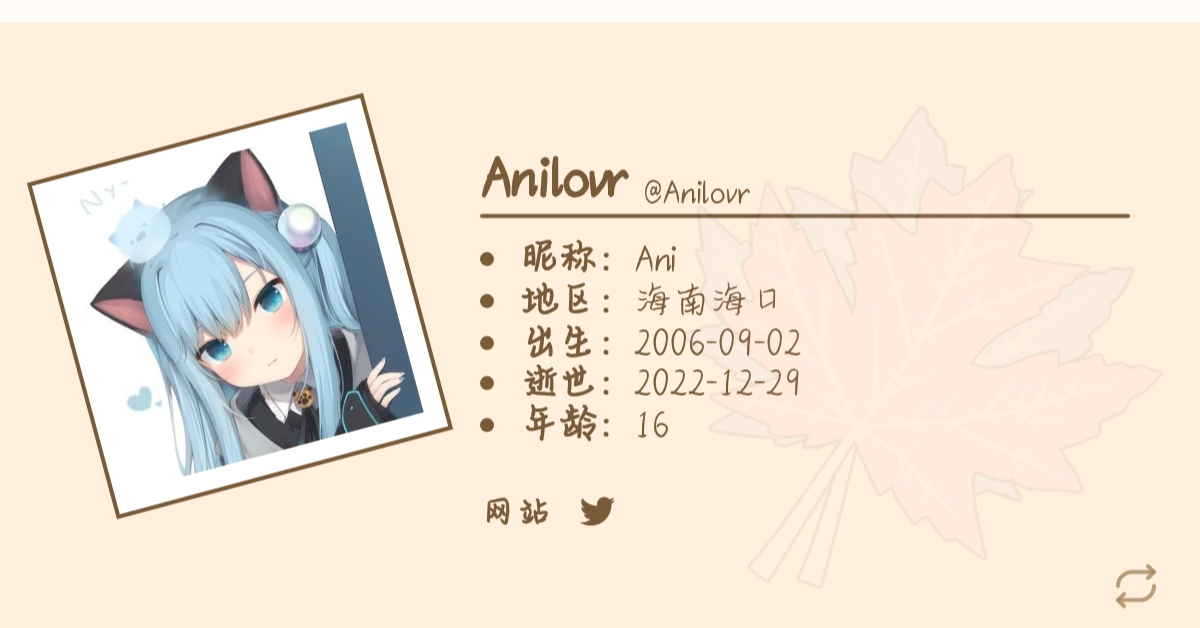 Ny-
Anilovr @Anilovr
昵称：Ani
地区：海南海口
出生：2006-09-02
逝世：2022-12-29
年龄：16
网站